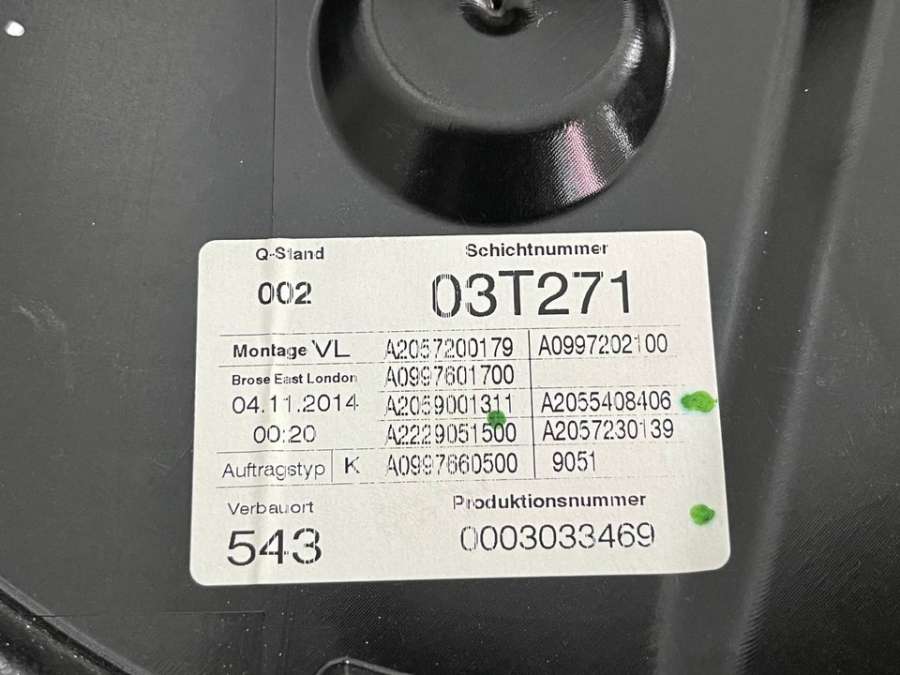 Q-Stand Schichtnummer
002 03T271
Montage VL A2057200179 A0997202100
Brose East London A0997601700
04.11.2014 A2059001311 A2055408406
00:20 A2229051500 A2057230139
Auftragstyp K A0997660500 9051
Verbauort Produktionsnummer
543 0003033469